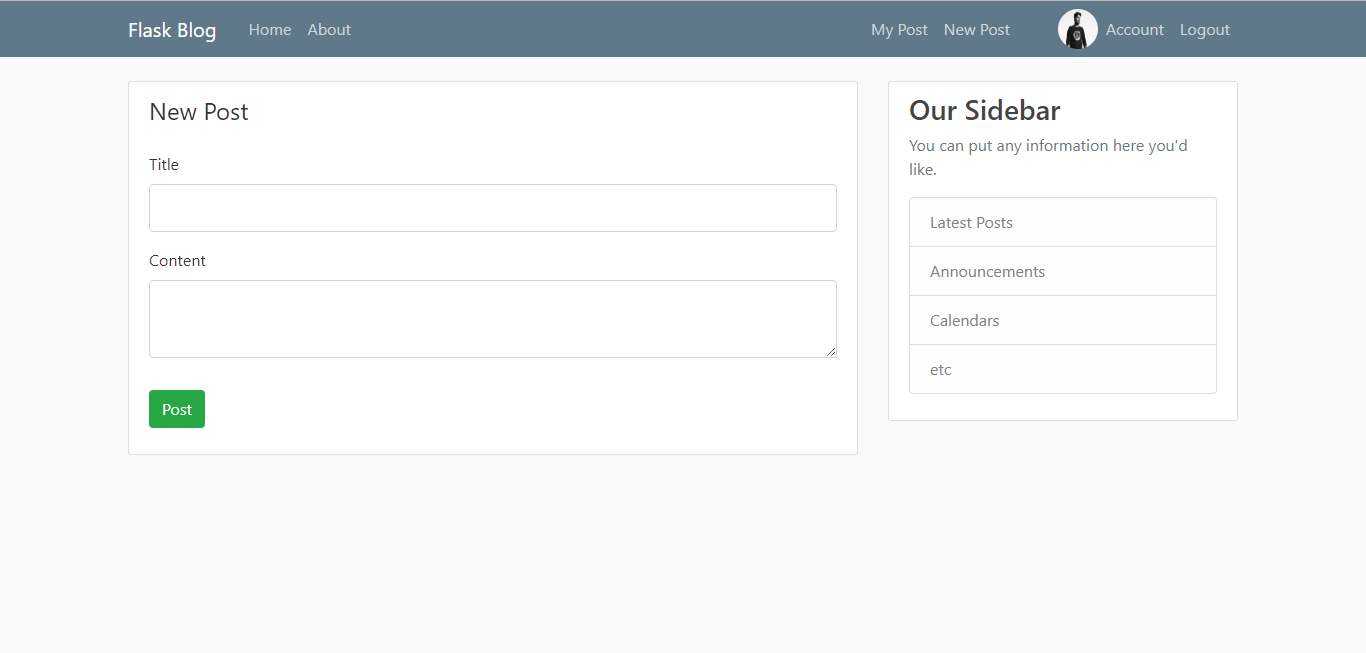 Flask Blog Home About My Post New Post Account Logout
New Post
Title
Content
Post
Our Sidebar
You can put any information here you'd
like.
Latest Posts
Announcements
Calendars
etc